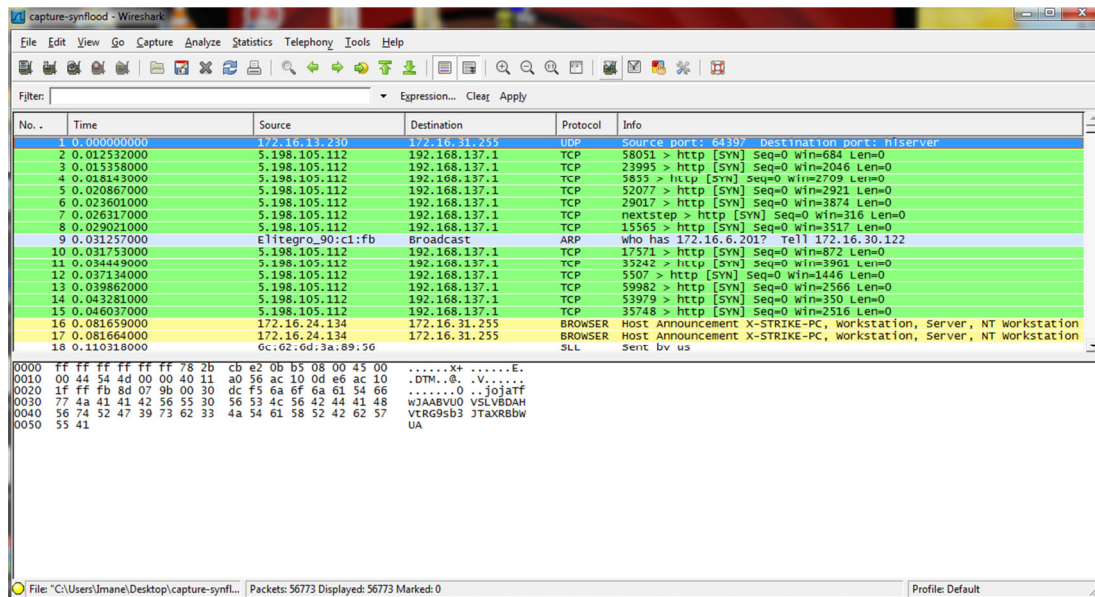 capture-synflood - Wireshark
File Edit View Go Capture Analyze Statistics Telephony Tools Help
Filter: Expression... Clear Apply
No. . Time Source Destination Protocol Info
1 0.000000000 172.16.13.230 172.16.31.255 UDP Source port: 64397 Destination port: hiserver
2 0.012532000 5.198.105.112 192.168.137.1 TCP 58051 > http [SYN] Seq=0 Win=684 Len=0
3 0.015358000 5.198.105.112 192.168.137.1 TCP 23995 > http [SYN] Seq=0 Win=2046 Len=0
4 0.018143000 5.198.105.112 192.168.137.1 TCP 5853 > http [SYN] Seq=0 Win=2709 Len=0
5 0.020867000 5.198.105.112 192.168.137.1 TCP 52077 > http [SYN] Seq=0 Win=2921 Len=0
6 0.023601000 5.198.105.112 192.168.137.1 TCP 29017 > http [SYN] Seq=0 Win=3874 Len=0
7 0.026317000 5.198.105.112 192.168.137.1 TCP nextstep > http [SYN] Seq=0 Win=316 Len=0
8 0.029021000 5.198.105.112 192.168.137.1 TCP 15565 > http [SYN] Seq=0 Win=3517 Len=0
9 0.031257000 Elitegro_90:c1:fb Broadcast ARP Who has 172.16.6.201? Tell 172.16.30.122
10 0.031753000 5.198.105.112 192.168.137.1 TCP 17571 > http [SYN] Seq=0 Win=872 Len=0
11 0.034449000 5.198.105.112 192.168.137.1 TCP 35242 > http [SYN] Seq=0 Win=3961 Len=0
12 0.037134000 5.198.105.112 192.168.137.1 TCP 5507 > http [SYN] Seq=0 Win=1446 Len=0
13 0.039862000 5.198.105.112 192.168.137.1 TCP 59982 > http [SYN] Seq=0 Win=2566 Len=0
14 0.043281000 5.198.105.112 192.168.137.1 TCP 53979 > http [SYN] Seq=0 Win=350 Len=0
15 0.046037000 5.198.105.112 192.168.137.1 TCP 35748 > http [SYN] Seq=0 Win=2516 Len=0
16 0.081659000 172.16.24.134 172.16.31.255 BROWSER Host Announcement X-STRIKE-PC, Workstation, Server, NT Workstation
17 0.081664000 172.16.24.134 172.16.31.255 BROWSER Host Announcement X-STRIKE-PC, Workstation, Server, NT Workstation
18 0.110318000 6c:62:6d:3a:89:56 SLL Sent by us
0000 ff ff ff ff ff ff 78 2b cb e2 0b b5 08 00 45 00 ......x+ ......E.
0010 00 44 54 4d 00 00 40 11 a0 56 ac 10 0d e6 ac 10 .DTM..@. .V......
0020 1f ff fb 8d 07 9b 00 30 dc f5 6a 6f 6a 61 54 66 .......0 ..jojaTf
0030 77 4a 41 41 42 56 55 30 56 53 4c 56 42 44 41 48 wJAABVU0 VSLVBDAH
0040 56 74 52 47 39 73 62 33 4a 54 61 58 52 42 62 57 VtRG9sb3 JTaXRBbW
0050 55 41 UA
File: "C:\Users\Imane\Desktop\capture-synfl... Packets: 56773 Displayed: 56773 Marked: 0 Profile: Default